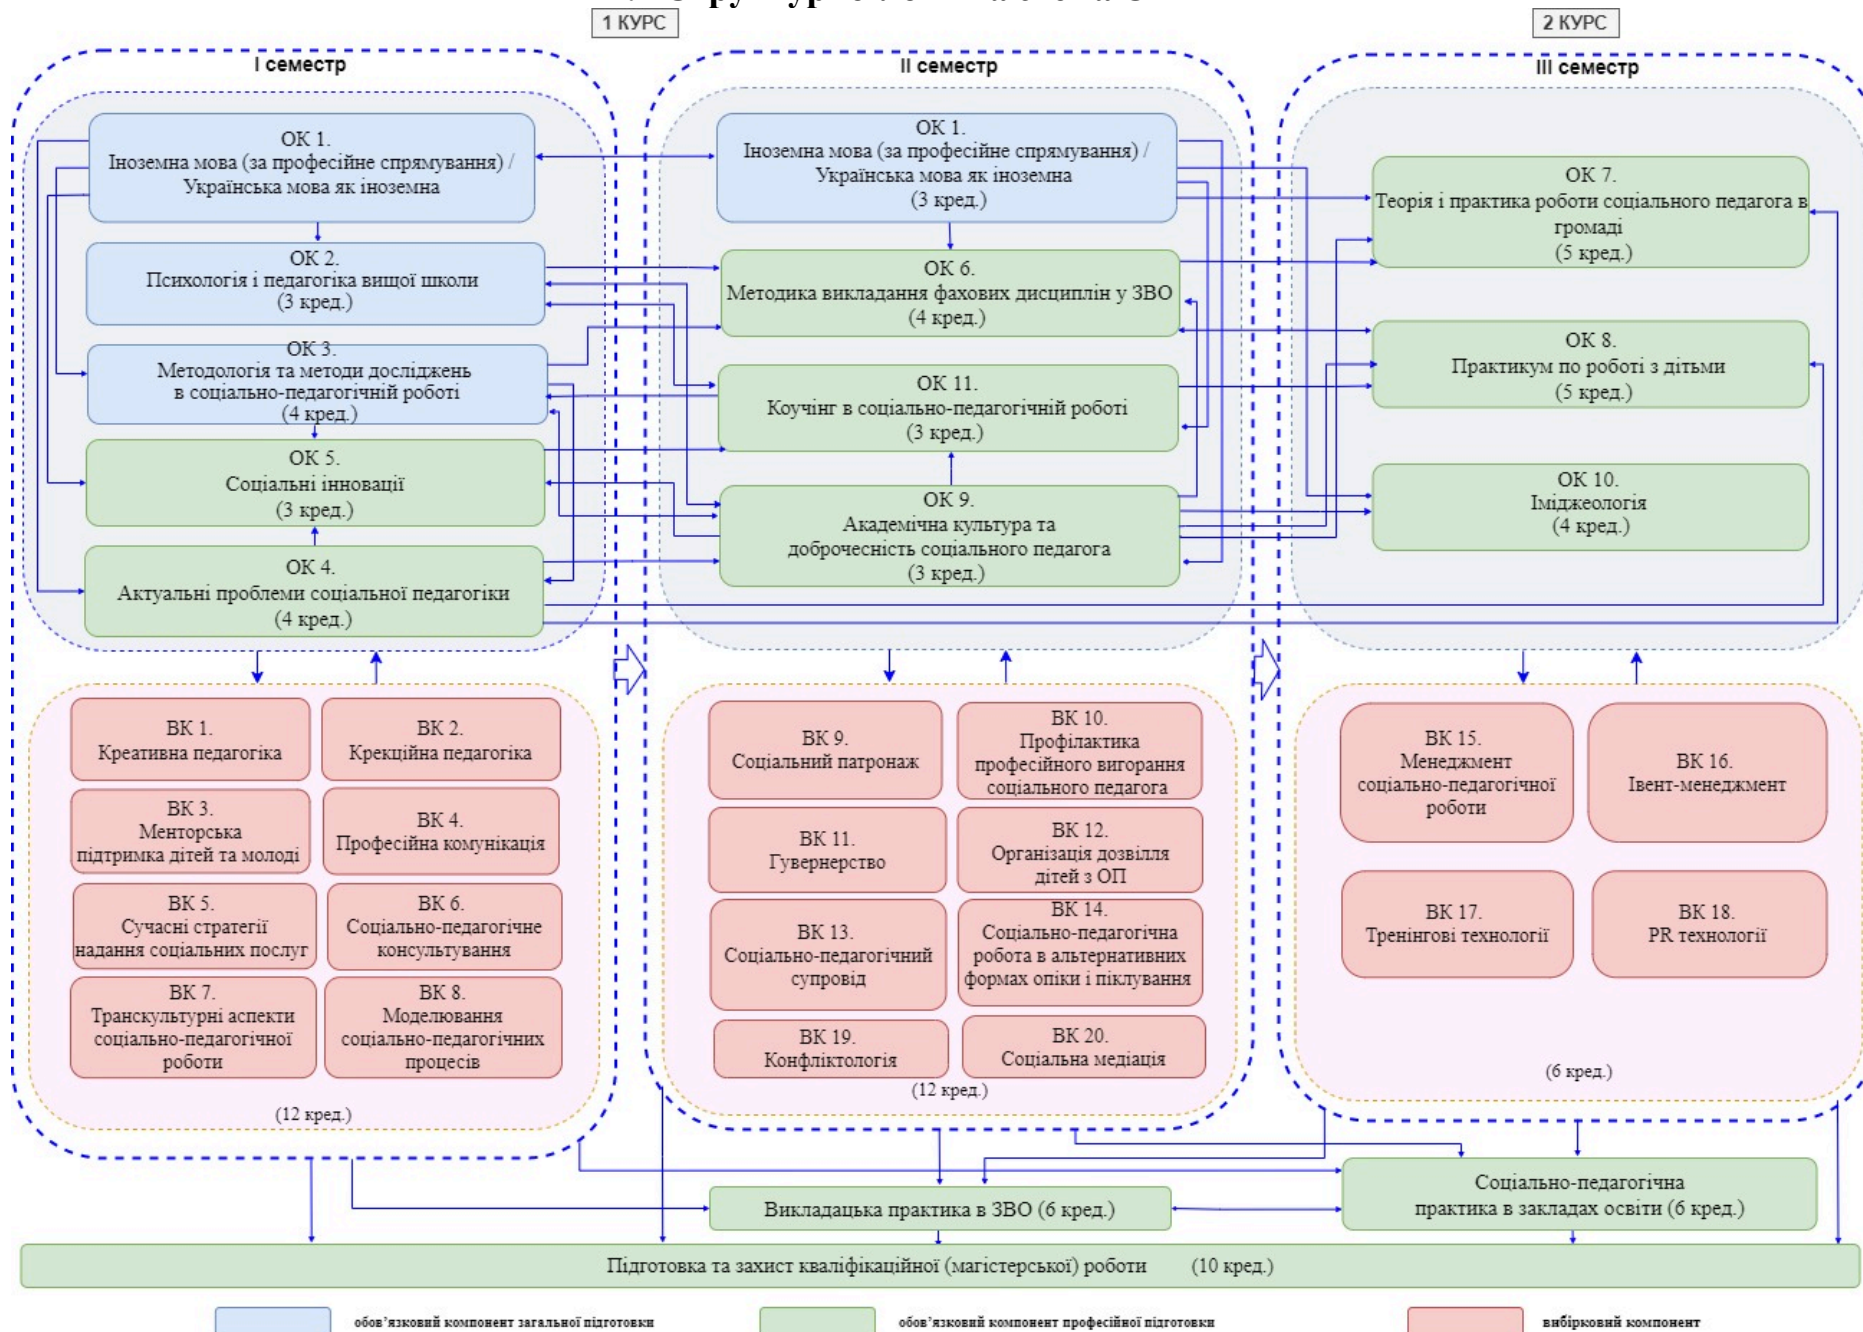 1 КУРС
2 КУРС
І семестр
ІІ семестр
ІІІ семестр
ОК 1.
Іноземна мова (за професійне спрямування) /
Українська мова як іноземна
ОК 2.
Психологія і педагогіка вищої школи
(3 кред.)
ОК 3.
Методологія та методи досліджень
в соціально-педагогічній роботі
(4 кред.)
ОК 5.
Соціальні інновації
(3 кред.)
ОК 4.
Актуальні проблеми соціальної педагогіки
(4 кред.)
ОК 1.
Іноземна мова (за професійне спрямування) /
Українська мова як іноземна
(3 кред.)
ОК 6.
Методика викладання фахових дисциплін у ЗВО
(4 кред.)
ОК 11.
Коучінг в соціально-педагогічній роботі
(3 кред.)
ОК 9.
Академічна культура та
доброчесність соціального педагога
(3 кред.)
ОК 7.
Теорія і практика роботи соціального педагога в
громаді
(5 кред.)
ОК 8.
Практикум по роботі з дітьми
(5 кред.)
ОК 10.
Іміджеологія
(4 кред.)
ВК 1.
Креативна педагогіка
ВК 2.
Крекційна педагогіка
ВК 3.
Менторська
підтримка дітей та молоді
ВК 4.
Професійна комунікація
ВК 5.
Сучасні стратегії
надання соціальних послуг
ВК 6.
Соціально-педагогічне
консультування
ВК 7.
Транскультурні аспекти
соціально-педагогічної
роботи
ВК 8.
Моделювання
соціально-педагогічних
процесів
(12 кред.)
ВК 9.
Соціальний патронаж
ВК 10.
Профілактика
професійного вигорання
соціального педагога
ВК 11.
Гувернерство
ВК 12.
Організація дозвілля
дітей з ОП
ВК 13.
Соціально-педагогічний
супровід
ВК 14.
Соціально-педагогічна
робота в альтернативних
формах опіки і піклування
ВК 19.
Конфліктологія
ВК 20.
Соціальна медіація
(12 кред.)
ВК 15.
Менеджмент
соціально-педагогічної
роботи
ВК 16.
Івент-менеджмент
ВК 17.
Тренінгові технології
ВК 18.
PR технології
(6 кред.)
Викладацька практика в ЗВО (6 кред.)
Соціально-педагогічна
практика в закладах освіти (6 кред.)
Підготовка та захист кваліфікаційної (магістерської) роботи (10 кред.)
обов’язковий компонент загальної підготовки
обов’язковий компонент професійної підготовки
вибірковий компонент